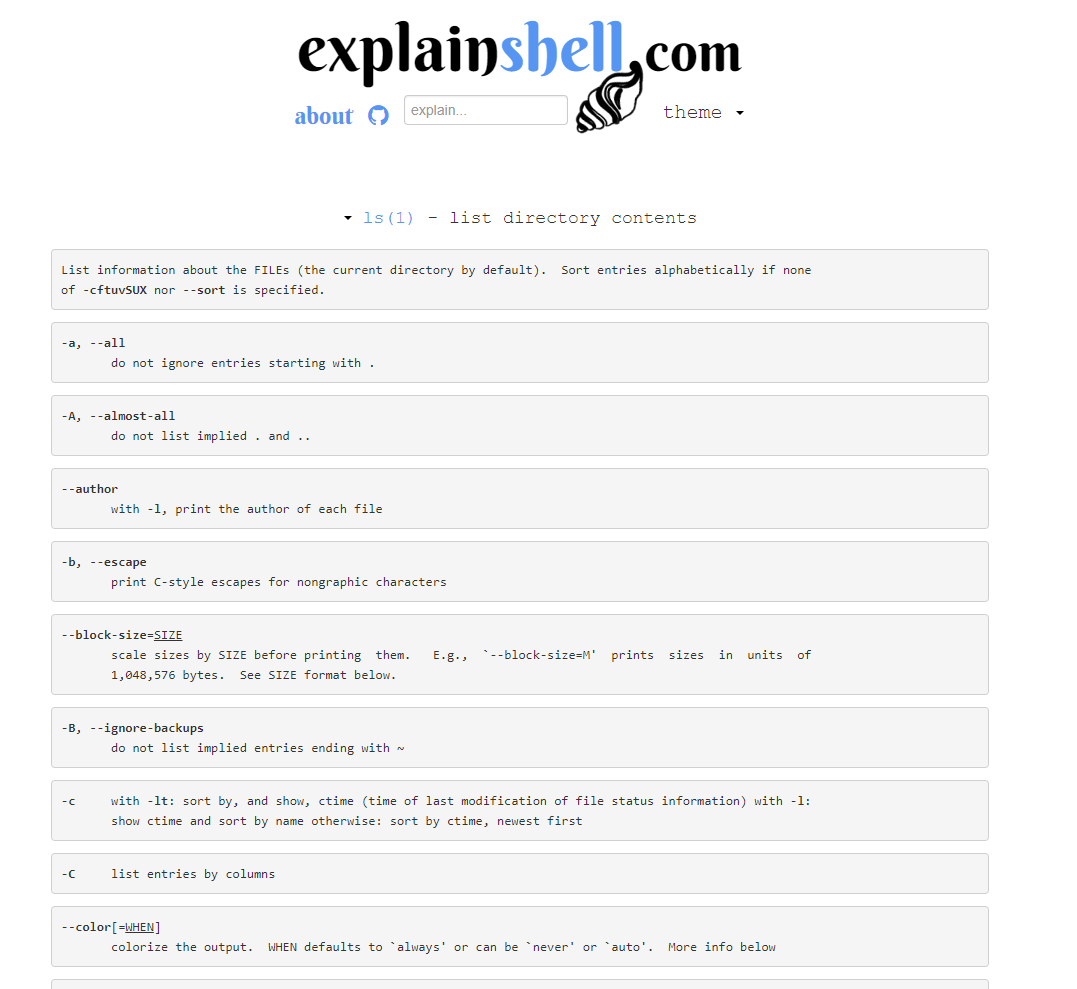 explainshell.com
about explain... theme
ls(1) - list directory contents
List information about the FILEs (the current directory by default).  Sort entries alphabetically if none
of -cftuvSUX nor --sort is specified.
-a, --all
do not ignore entries starting with .
-A, --almost-all
do not list implied . and ..
--author
with -l, print the author of each file
-b, --escape
print C-style escapes for nongraphic characters
--block-size=SIZE
scale sizes by SIZE before printing  them.   E.g.,  `--block-size=M'  prints  sizes  in  units  of
1,048,576 bytes.  See SIZE format below.
-B, --ignore-backups
do not list implied entries ending with ~
-c     with -lt: sort by, and show, ctime (time of last modification of file status information) with -l:
show ctime and sort by name otherwise: sort by ctime, newest first
-C     list entries by columns
--color[=WHEN]
colorize the output.  WHEN defaults to `always' or can be `never' or `auto'.  More info below